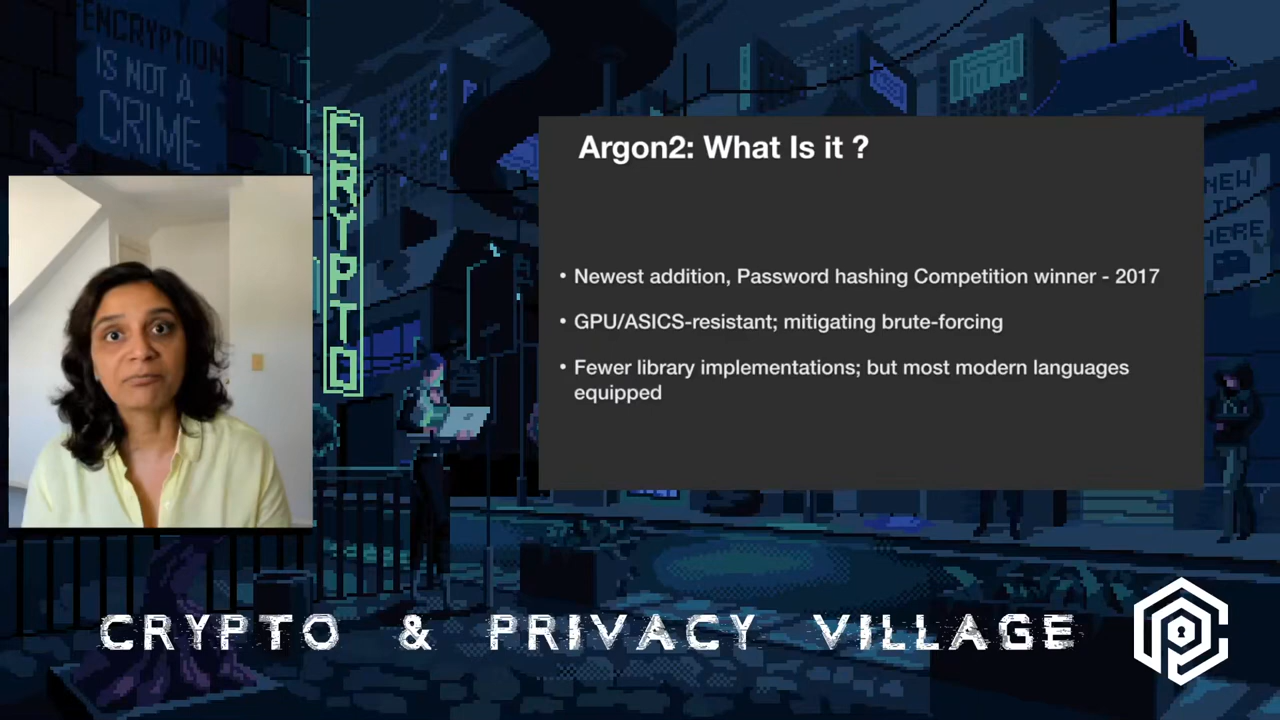 ENCRYPTION
IS NOT A
CRIME
CRYPTO
Argon2: What Is it ?
NEW
ID
HERE
• Newest addition, Password hashing Competition winner - 2017
• GPU/ASICS-resistant; mitigating brute-forcing
• Fewer library implementations; but most modern languages
equipped
CRYPTO & PRIVACY VILLAGE